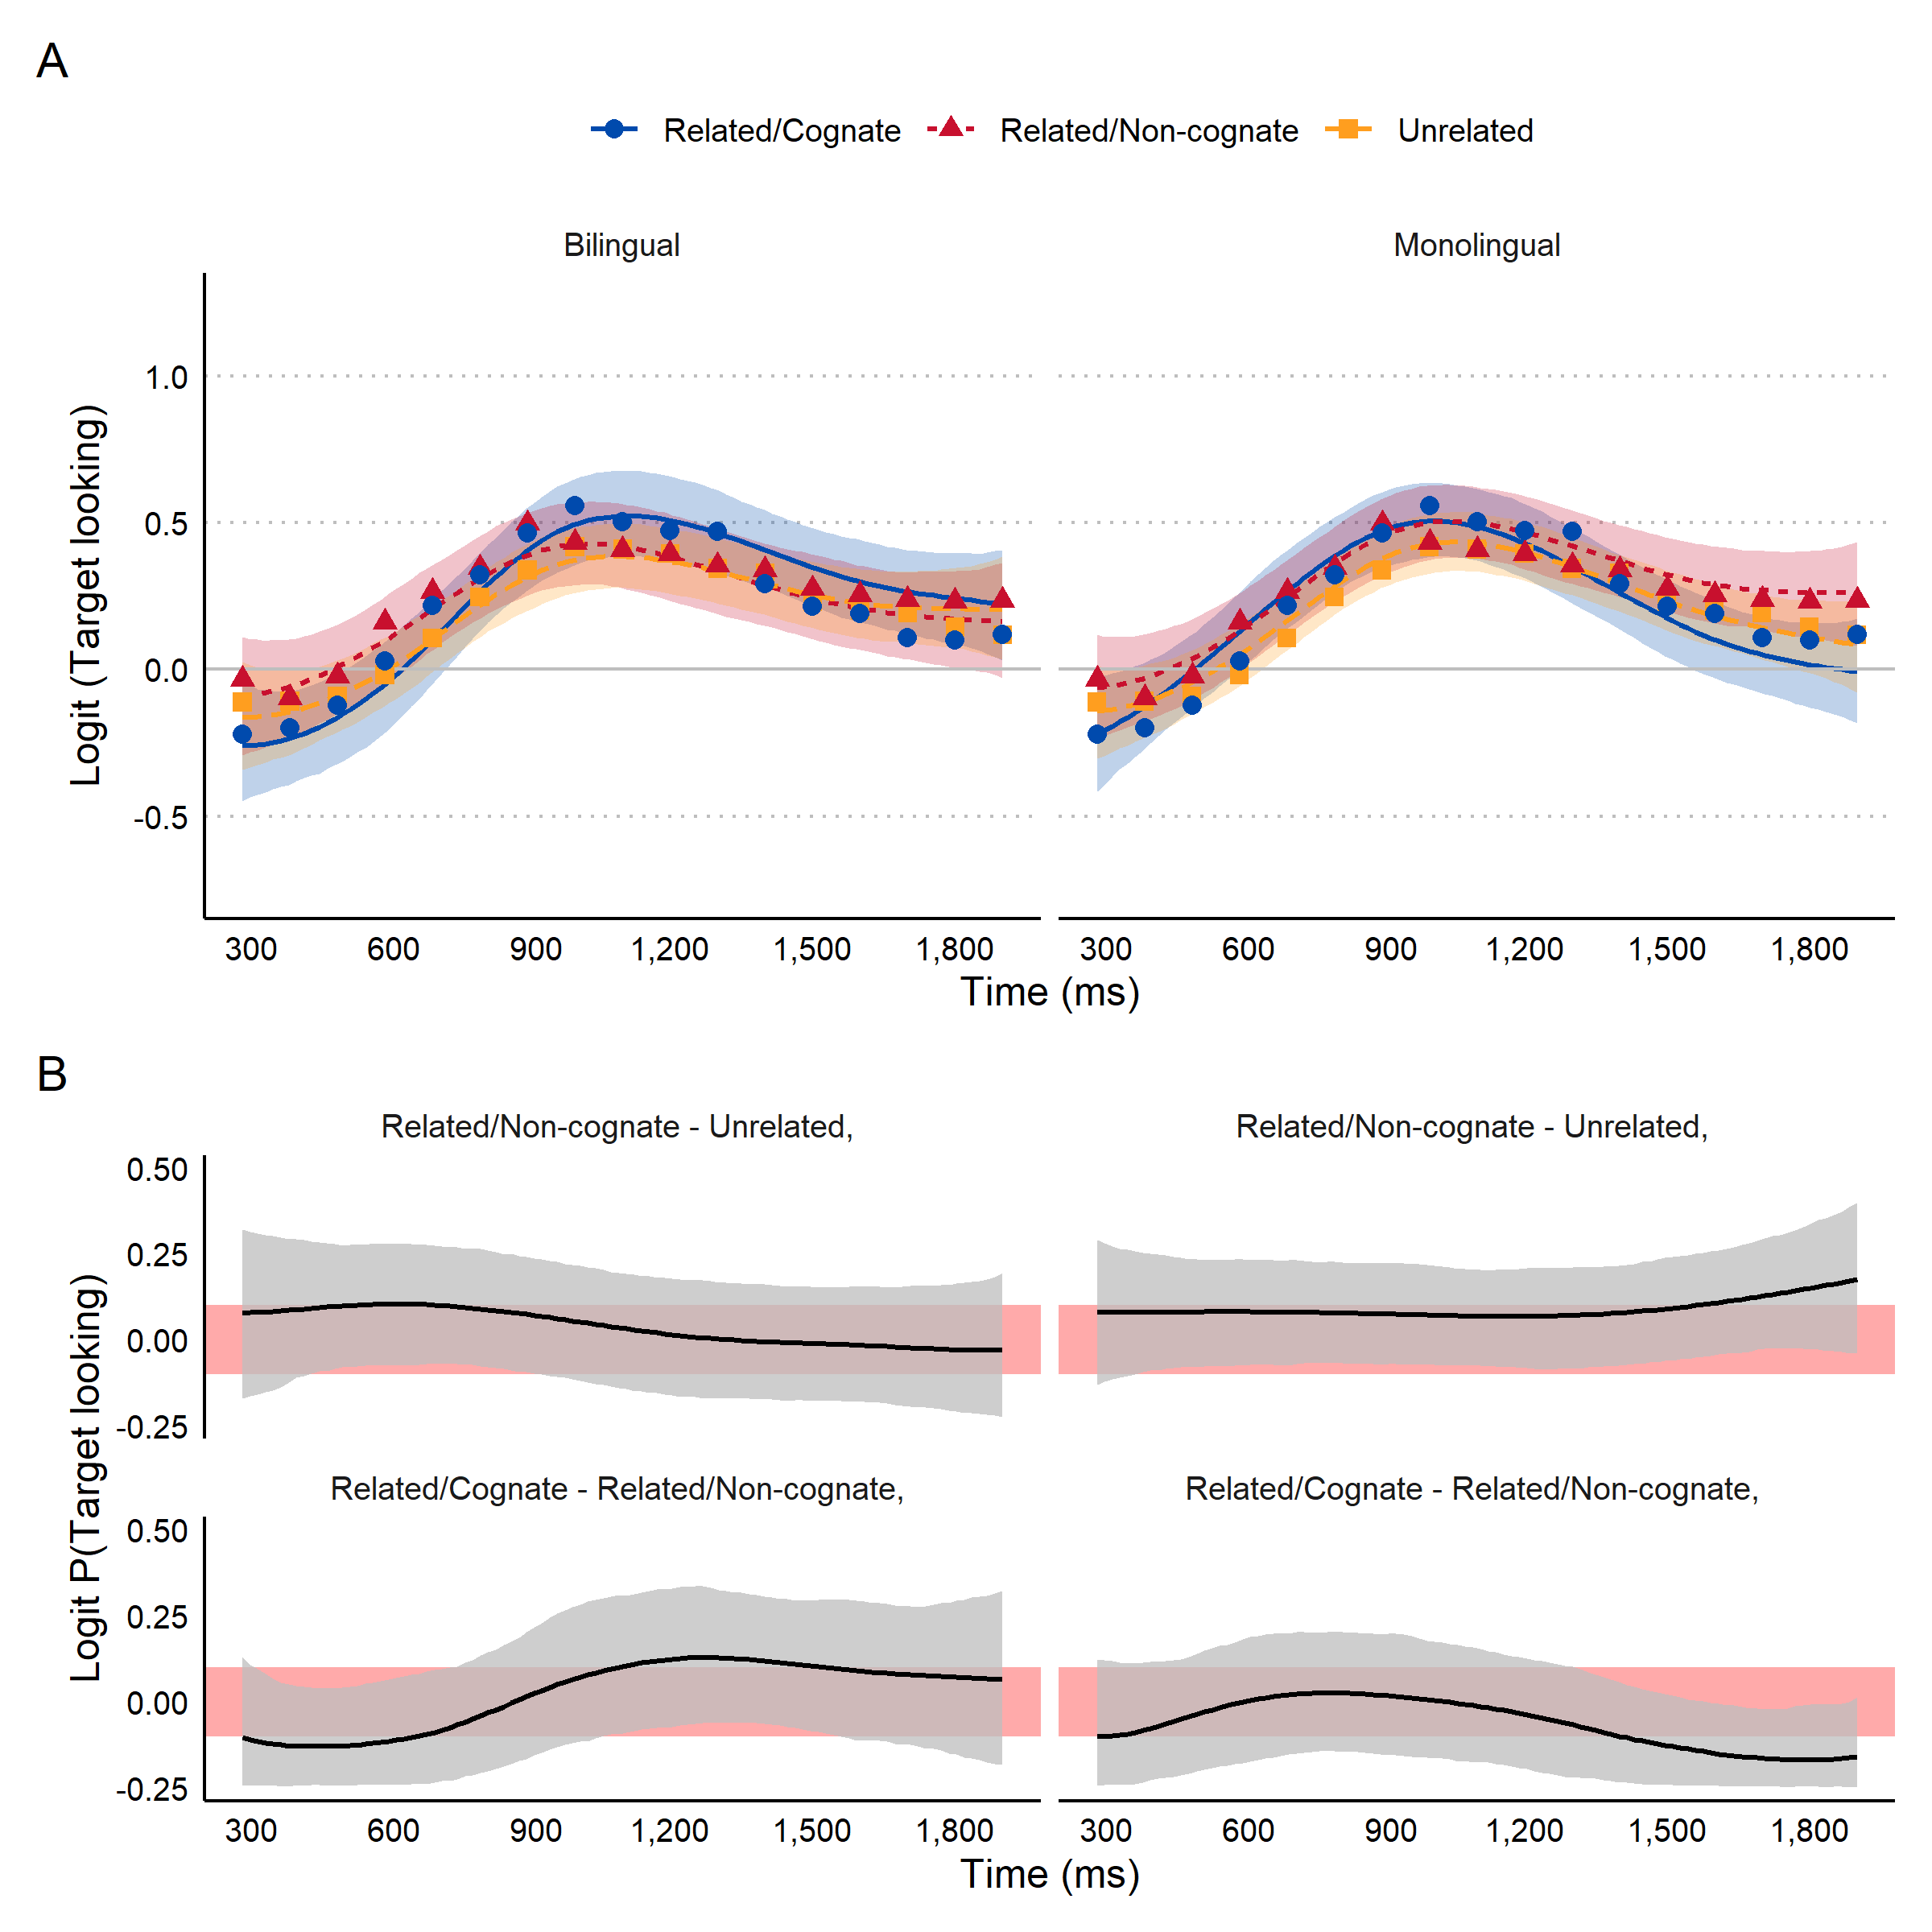 A
Related/Cognate Related/Non-cognate Unrelated
Bilingual Monolingual
1.0
0.5
0.0
-0.5
Logit (Target looking)
300 600 900 1,200 1,500 1,800 300 600 900 1,200 1,500 1,800
Time (ms)
B
Related/Non-cognate - Unrelated, Related/Non-cognate - Unrelated,
0.50
0.25
0.00
-0.25
Logit P(Target looking)
Related/Cognate - Related/Non-cognate, Related/Cognate - Related/Non-cognate,
0.50
0.25
0.00
-0.25
300 600 900 1,200 1,500 1,800 300 600 900 1,200 1,500 1,800
Time (ms)